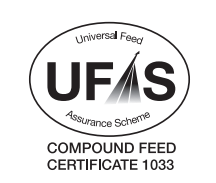 Universal Feed
UFAS
Assurance Scheme
COMPOUND FEED
CERTIFICATE 1033